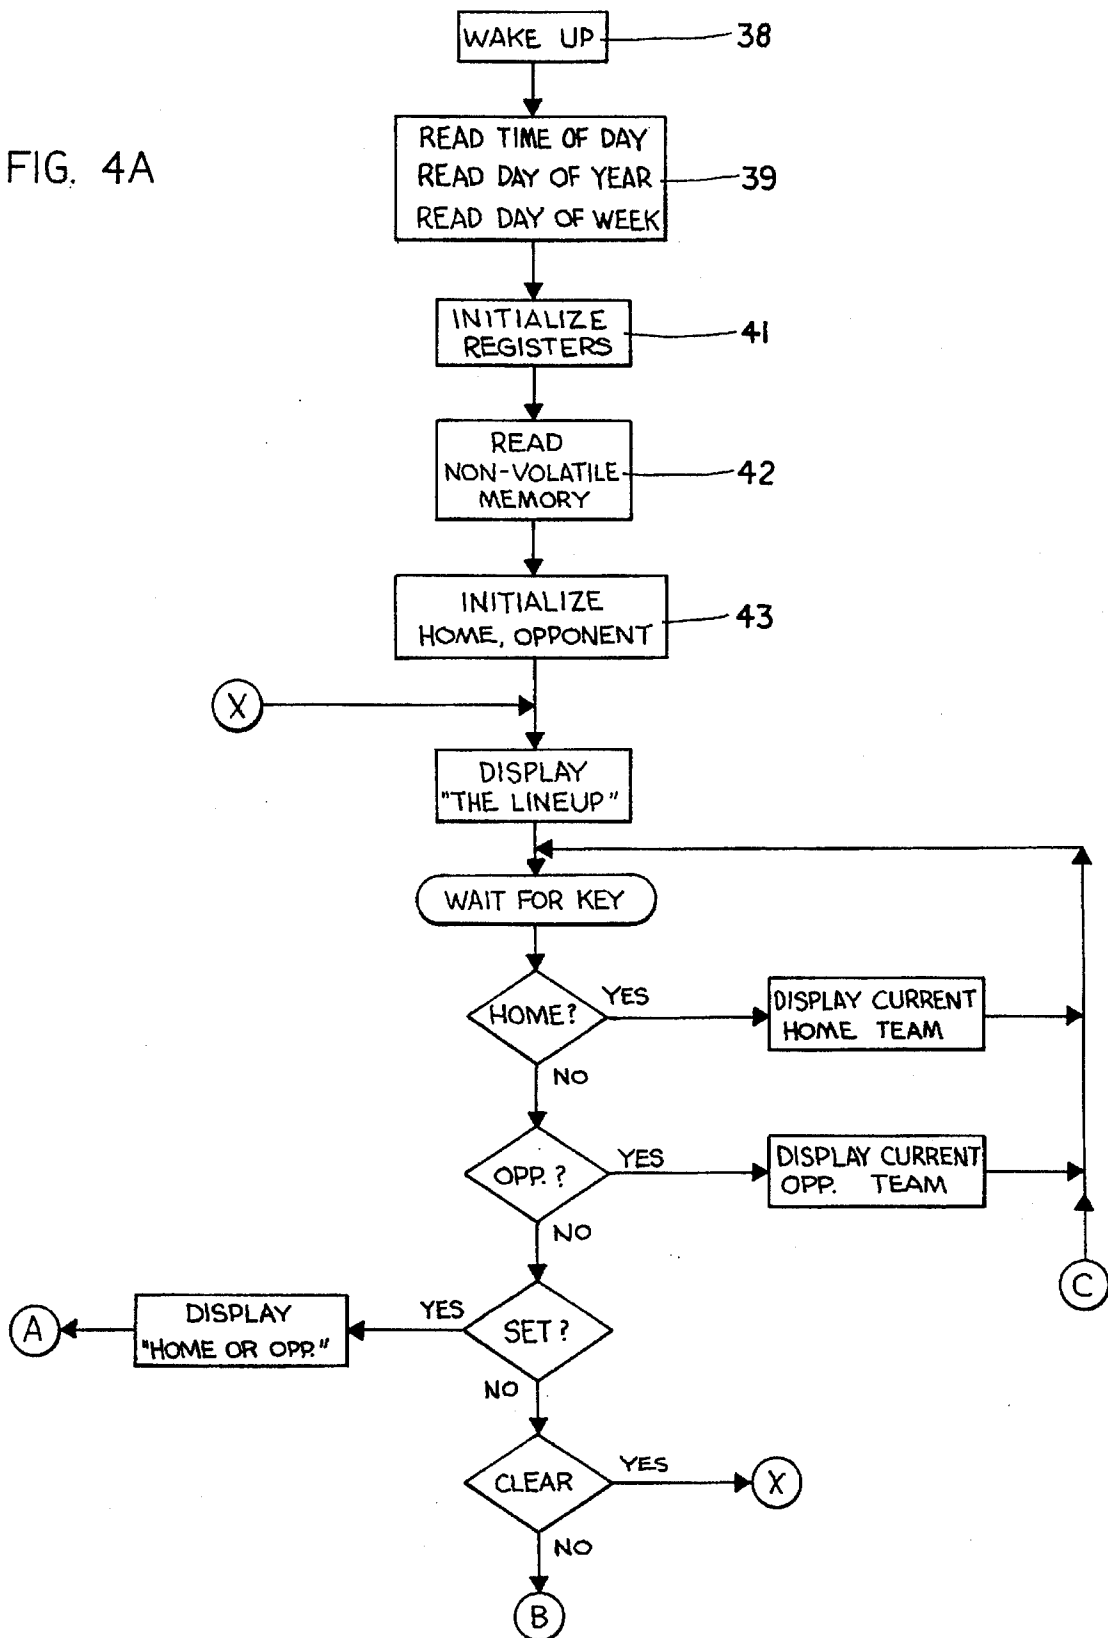 FIG. 4A
WAKE UP
38
READ TIME OF DAY
READ DAY OF YEAR
READ DAY OF WEEK
39
INITIALIZE
REGISTERS
41
READ
NON-VOLATILE
MEMORY
42
INITIALIZE
HOME, OPPONENT
43
X
DISPLAY
"THE LINEUP"
WAIT FOR KEY
HOME?
YES
DISPLAY CURRENT
HOME TEAM
NO
OPP.?
YES
DISPLAY CURRENT
OPP. TEAM
NO
C
SET?
YES
DISPLAY
"HOME OR OPP."
A
NO
CLEAR
YES
X
NO
B